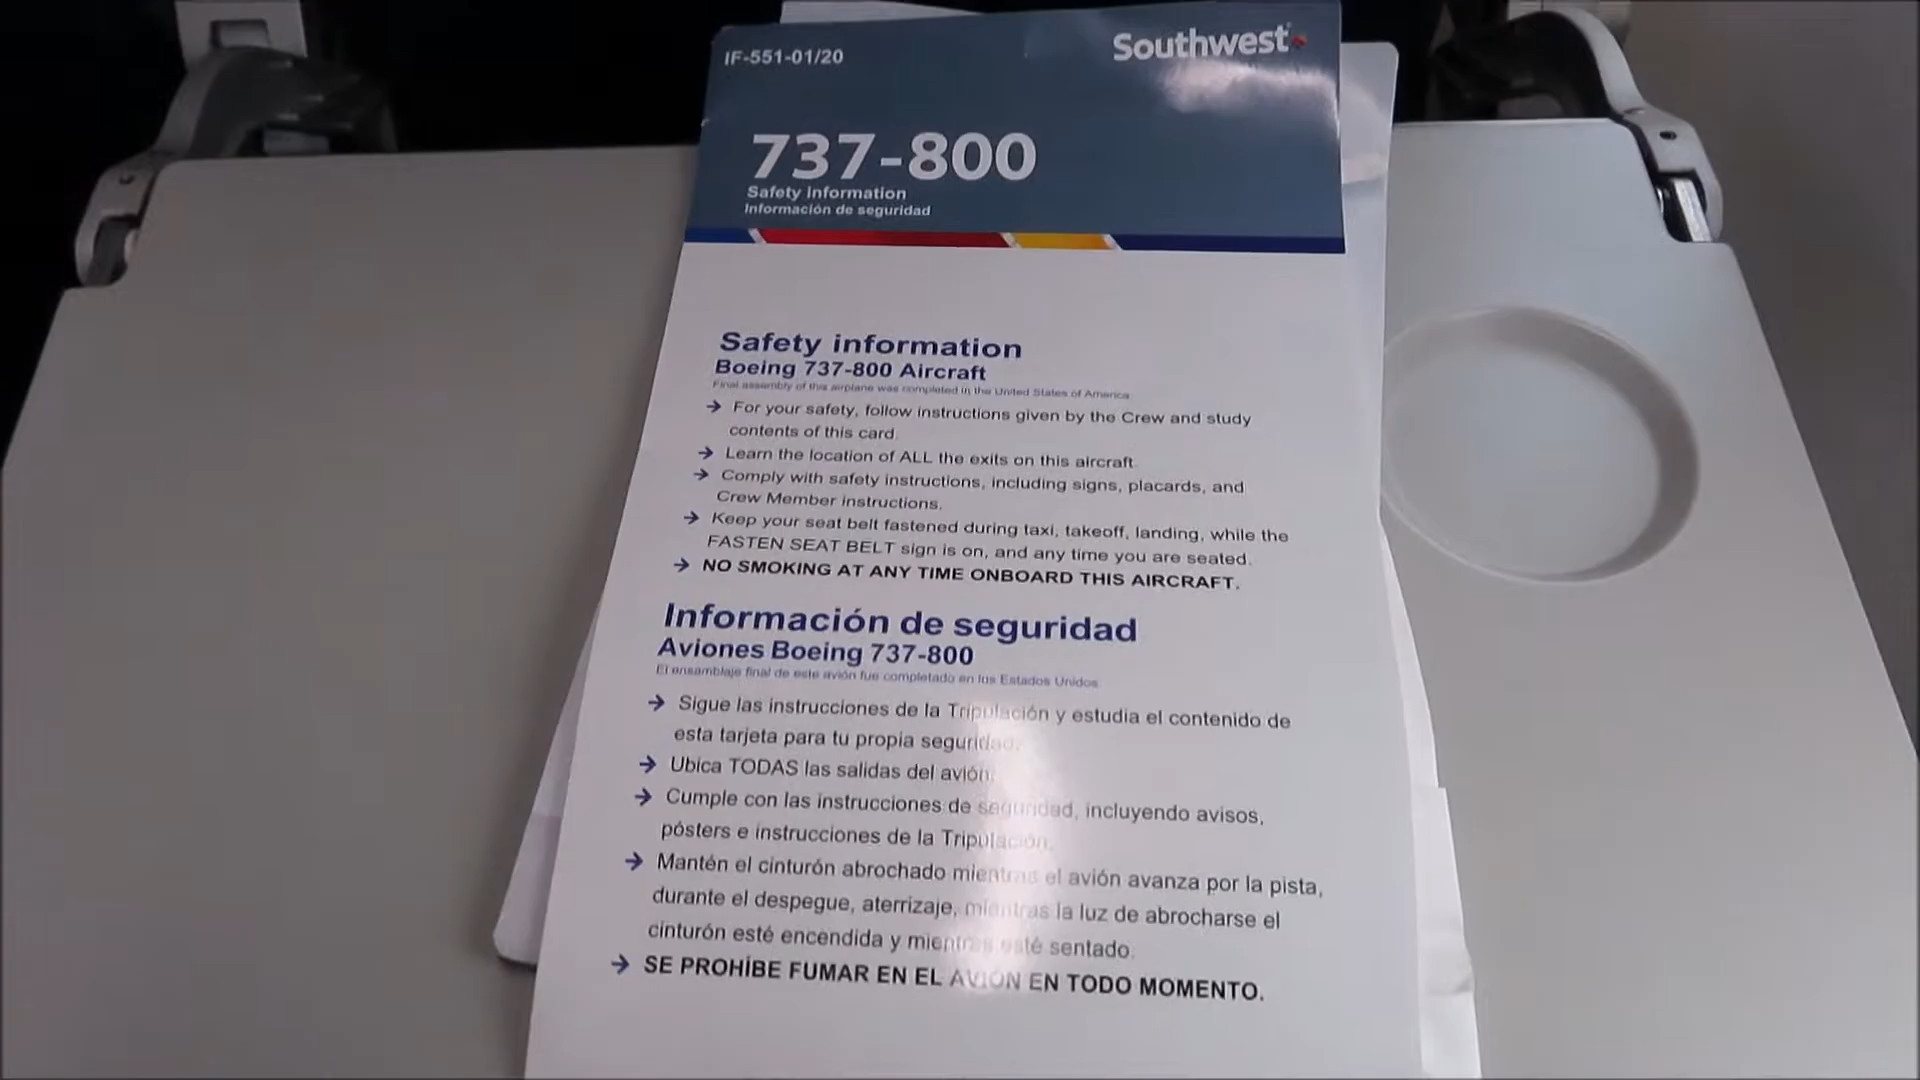 IF-551-01/20
Southwest
737-800
Safety Information
Información de seguridad
Safety information
Boeing 737-800 Aircraft
Final assembly of this airplane was completed in the United States of America.
→ For your safety, follow instructions given by the Crew and study
contents of this card.
→ Learn the location of ALL the exits on this aircraft.
→ Comply with safety instructions, including signs, placards, and
Crew Member instructions.
→ Keep your seat belt fastened during taxi, takeoff, landing, while the
FASTEN SEAT BELT sign is on, and any time you are seated.
→ NO SMOKING AT ANY TIME ONBOARD THIS AIRCRAFT.
Información de seguridad
Aviones Boeing 737-800
El ensamblaje final de este avión fue completado en los Estados Unidos.
→ Sigue las instrucciones de la Tripulación y estudia el contenido de
esta tarjeta para tu propia seguridad.
→ Ubica TODAS las salidas del avión.
→ Cumple con las instrucciones de seguridad, incluyendo avisos,
pósters e instrucciones de la Tripulación.
→ Mantén el cinturón abrochado mientras el avión avanza por la pista,
durante el despegue, aterrizaje, mientras la luz de abrocharse el
cinturón esté encendida y mientras esté sentado.
→ SE PROHÍBE FUMAR EN EL AVIÓN EN TODO MOMENTO.